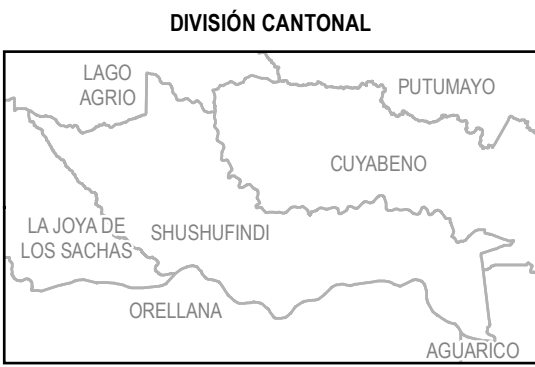 DIVISIÓN CANTONAL
LAGO
AGRIO
PUTUMAYO
CUYABENO
LA JOYA DE
LOS SACHAS
SHUSHUFINDI
ORELLANA
AGUARICO